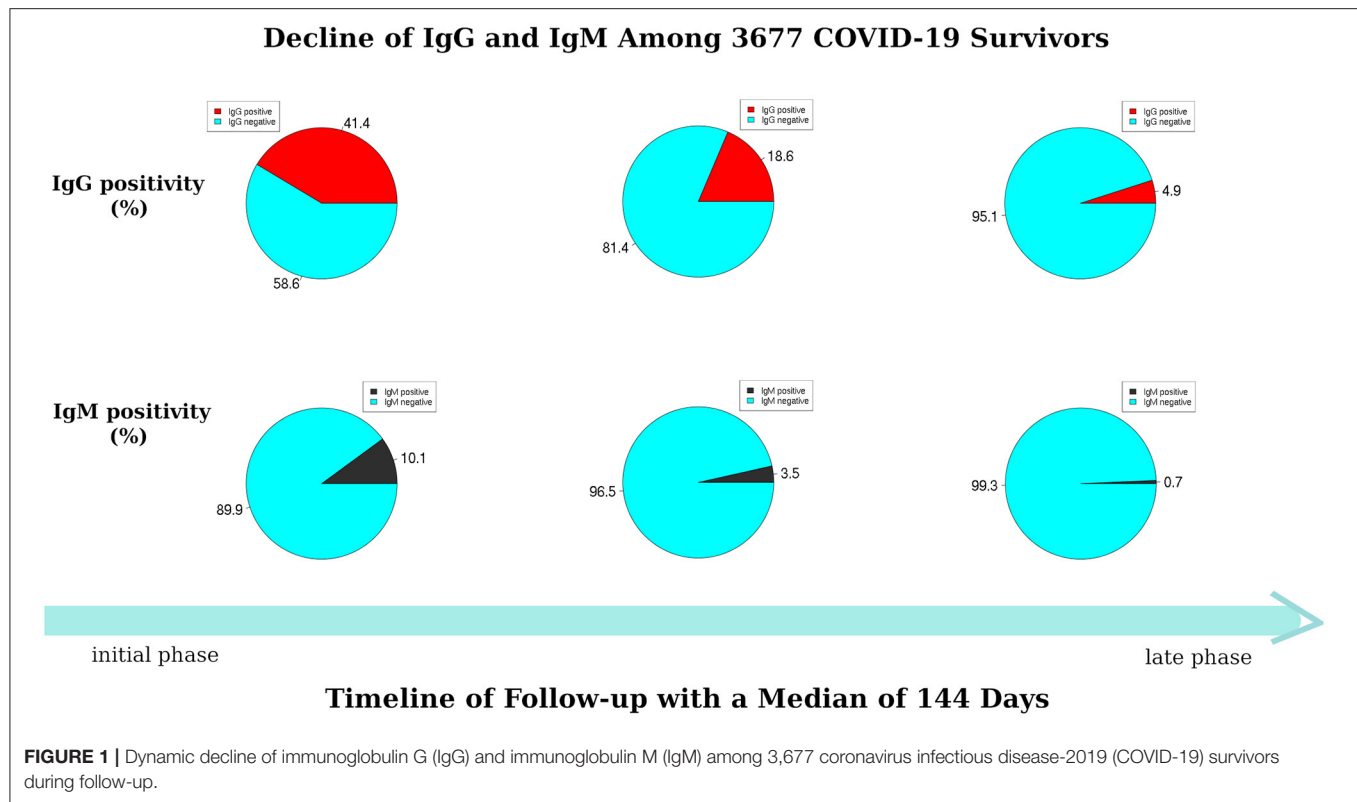 Decline of IgG and IgM Among 3677 COVID-19 Survivors
IgG positive
IgG negative
41.4
58.6
IgG positive
IgG negative
18.6
81.4
IgG positive
IgG negative
4.9
95.1
IgG positivity
(%)
IgM positive
IgM negative
10.1
89.9
IgM positive
IgM negative
3.5
96.5
IgM positive
IgM negative
0.7
99.3
IgM positivity
(%)
initial phase
late phase
Timeline of Follow-up with a Median of 144 Days
FIGURE 1 | Dynamic decline of immunoglobulin G (IgG) and immunoglobulin M (IgM) among 3,677 coronavirus infectious disease-2019 (COVID-19) survivors
during follow-up.